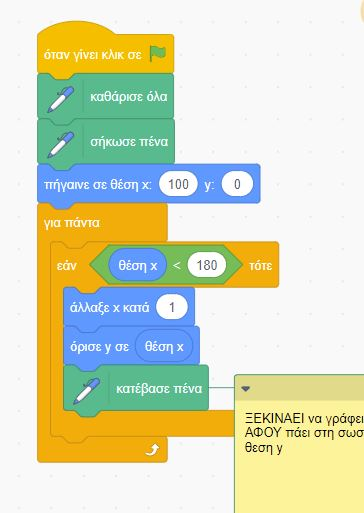 όταν γίνει κλικ σε
καθάρισε όλα
σήκωσε πένα
πήγαινε σε θέση x: 100 y: 0
για πάντα
εάν θέση x < 180 τότε
άλλαξε x κατά 1
όρισε y σε θέση x
κατέβασε πένα
ΞΕΚΙΝΑΕΙ να γράφει
ΑΦΟΥ πάει στη
θεση y